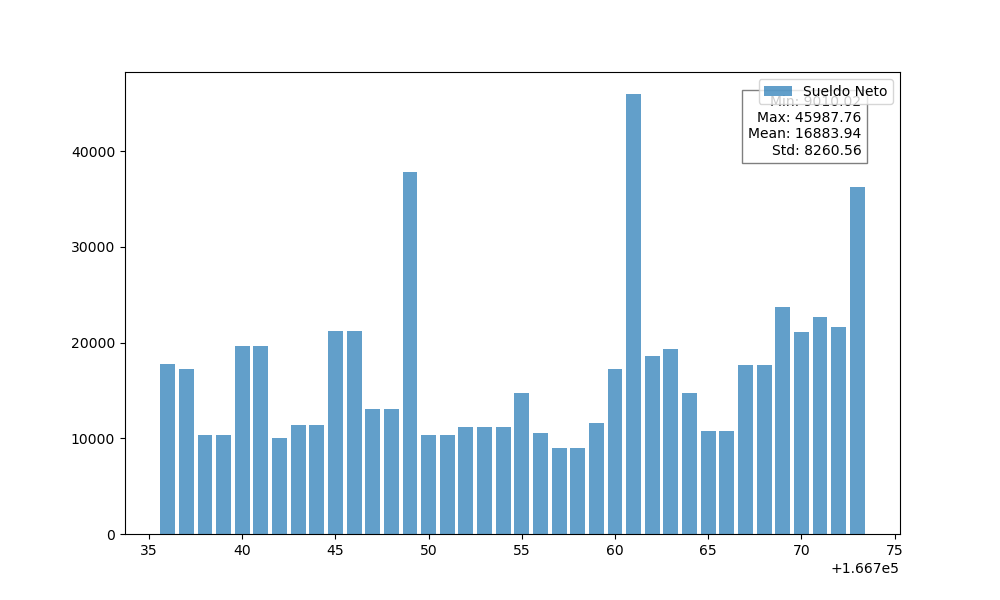 Sueldo Neto
Min: 9010.02
Max: 45987.76
Mean: 16883.94
Std: 8260.56
40000
30000
20000
10000
0
35 40 45 50 55 60 65 70 75
+1.667e5